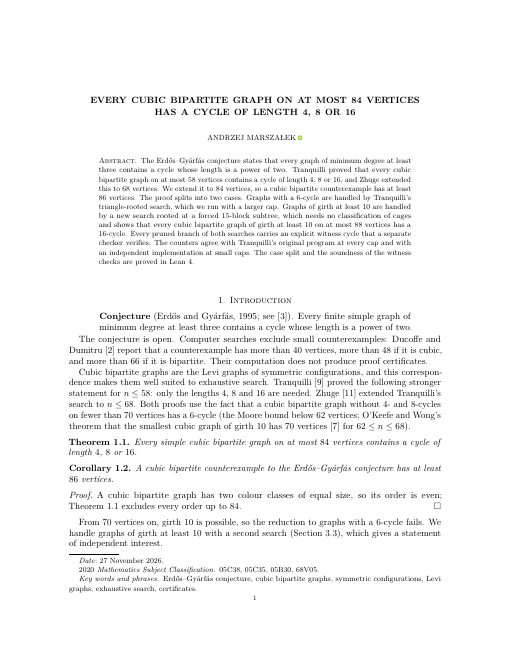 EVERY CUBIC BIPARTITE GRAPH ON AT MOST 84 VERTICES
HAS A CYCLE OF LENGTH 4, 8 OR 16
ANDRZEJ MARSZAŁEK
ABSTRACT. The Erdős–Gyárfás conjecture states that every graph of minimum degree at least
three contains a cycle whose length is a power of two. Tranquilli proved that every cubic
bipartite graph on at most 58 vertices contains a cycle of length 4, 8 or 16, and Zhuge extended
this to 68 vertices. We extend it to 84 vertices, so a cubic bipartite counterexample has at least
86 vertices. The proof splits into two cases. Graphs with a 6-cycle are handled by Tranquilli's
triangle-rooted search, which we run with a larger cap. Graphs of girth at least 10 are handled
by a new search rooted at a forced 15-block subtree, which needs no classification of cages
and shows that every cubic bipartite graph of girth at least 10 on at most 88 vertices has a
16-cycle. Every pruned branch of both searches carries an explicit witness cycle that a separate
checker verifies. The counters agree with Tranquilli's original program at every cap and with
an independent implementation at small caps. The case split and the soundness of the witness
checks are proved in Lean 4.
1. INTRODUCTION
Conjecture (Erdős and Gyárfás, 1995; see [3]). Every finite simple graph of
minimum degree at least three contains a cycle whose length is a power of two.
The conjecture is open. Computer searches exclude small counterexamples: Ducoffe and
Dumitru [2] report that a counterexample has more than 40 vertices, more than 48 if it is cubic,
and more than 66 if it is bipartite. Their computation does not produce proof certificates.
Cubic bipartite graphs are the Levi graphs of symmetric configurations, and this correspon-
dence makes them well suited to exhaustive search. Tranquilli [9] proved the following stronger
statement for n ≤ 58: only the lengths 4, 8 and 16 are needed. Zhuge [11] extended Tranquilli's
search to n ≤ 68. Both proofs use the fact that a cubic bipartite graph without 4- and 8-cycles
on fewer than 70 vertices has a 6-cycle (the Moore bound below 62 vertices; O'Keefe and Wong's
theorem that the smallest cubic graph of girth 10 has 70 vertices [7] for 62 ≤ n ≤ 68).
Theorem 1.1. Every simple cubic bipartite graph on at most 84 vertices contains a cycle of
length 4, 8 or 16.
Corollary 1.2. A cubic bipartite counterexample to the Erdős–Gyárfás conjecture has at least
86 vertices.
Proof. A cubic bipartite graph has two colour classes of equal size, so its order is even;
Theorem 1.1 excludes every order up to 84. □
From 70 vertices on, girth 10 is possible, so the reduction to graphs with a 6-cycle fails. We
handle graphs of girth at least 10 with a second search (Section 3.3), which gives a statement
of independent interest.
Date: 27 November 2026.
2020 Mathematics Subject Classification. 05C38, 05C35, 05B30, 68V05.
Key words and phrases. Erdős–Gyárfás conjecture, cubic bipartite graphs, symmetric configurations, Levi
graphs, exhaustive search, certificates.
1